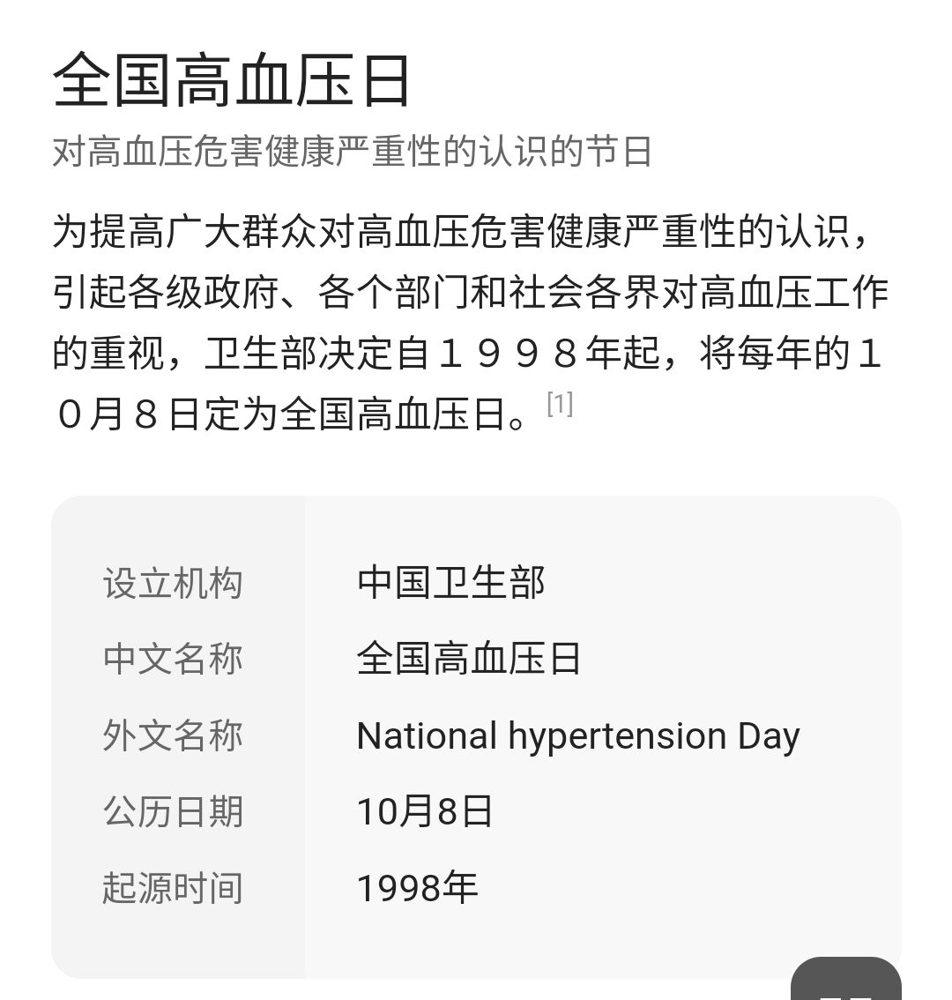 全国高血压日
对高血压危害健康严重性的认识的节日
为提高广大群众对高血压危害健康严重性的认识，
引起各级政府、各个部门和社会各界对高血压工作
的重视，卫生部决定自１９９８年起，将每年的１
０月８日定为全国高血压日。[1]
设立机构 中国卫生部
中文名称 全国高血压日
外文名称 National hypertension Day
公历日期 10月8日
起源时间 1998年